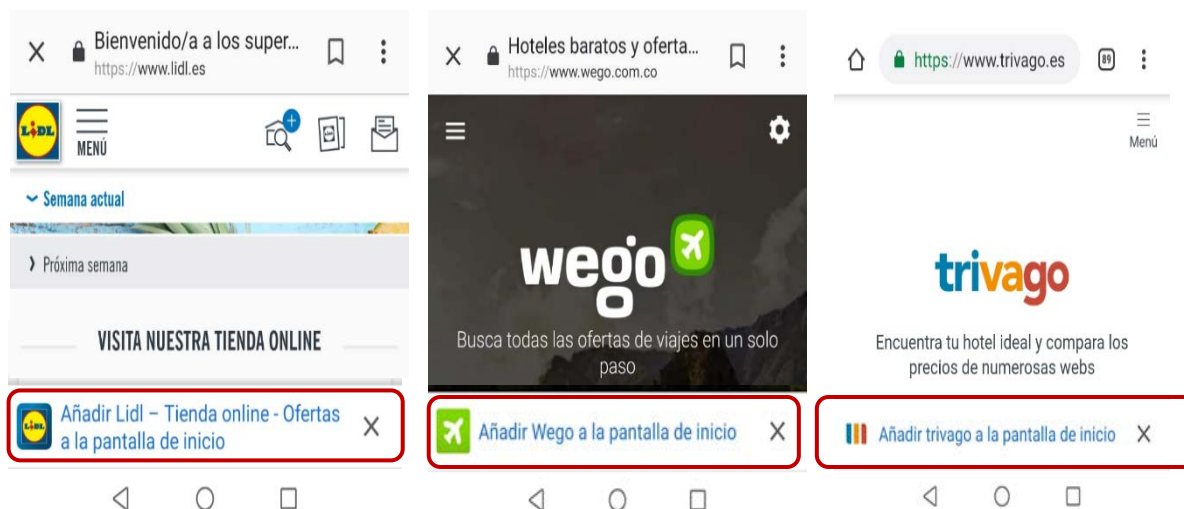 Bienvenido/a a los super...
https://www.lidl.es
LiDL
MENÚ
Semana actual
Próxima semana
VISITA NUESTRA TIENDA ONLINE
LiDL
Añadir Lidl – Tienda online - Ofertas
a la pantalla de inicio
Hoteles baratos y oferta...
https://www.wego.com.co
wego
Busca todas las ofertas de viajes en un solo
paso
Añadir Wego a la pantalla de inicio
https://www.trivago.es
89
Menú
trivago
Encuentra tu hotel ideal y compara los
precios de numerosas webs
Añadir trivago a la pantalla de inicio